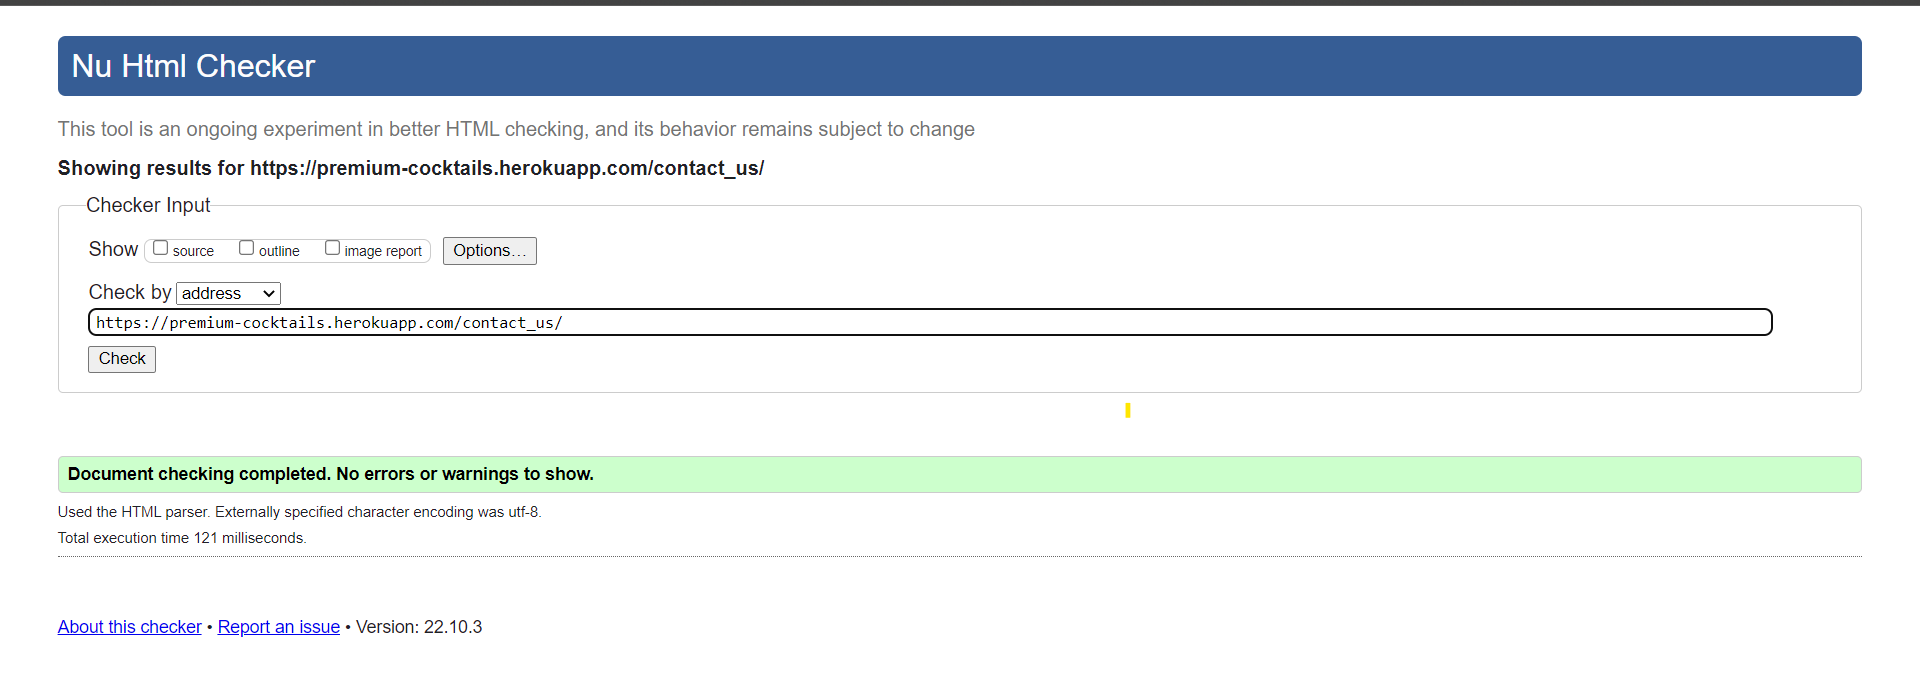 Nu Html Checker
This tool is an ongoing experiment in better HTML checking, and its behavior remains subject to change
Showing results for https://premium-cocktails.herokuapp.com/contact_us/
Checker Input
Show source outline image report Options…
Check by address
https://premium-cocktails.herokuapp.com/contact_us/
Check
Document checking completed. No errors or warnings to show.
Used the HTML parser. Externally specified character encoding was utf-8.
Total execution time 121 milliseconds.
About this checker • Report an issue • Version: 22.10.3